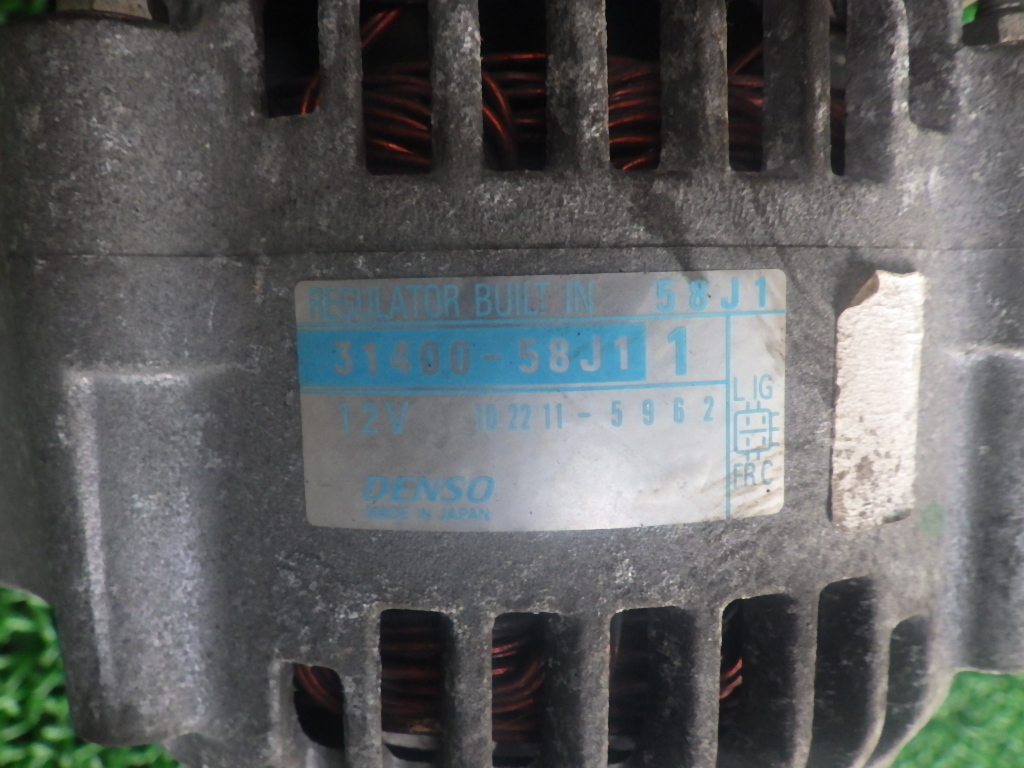 REGULATOR BUILT IN 58J1
31400-58J1 1
12V 102211-5962
L IG
FR C
DENSO
MADE IN JAPAN